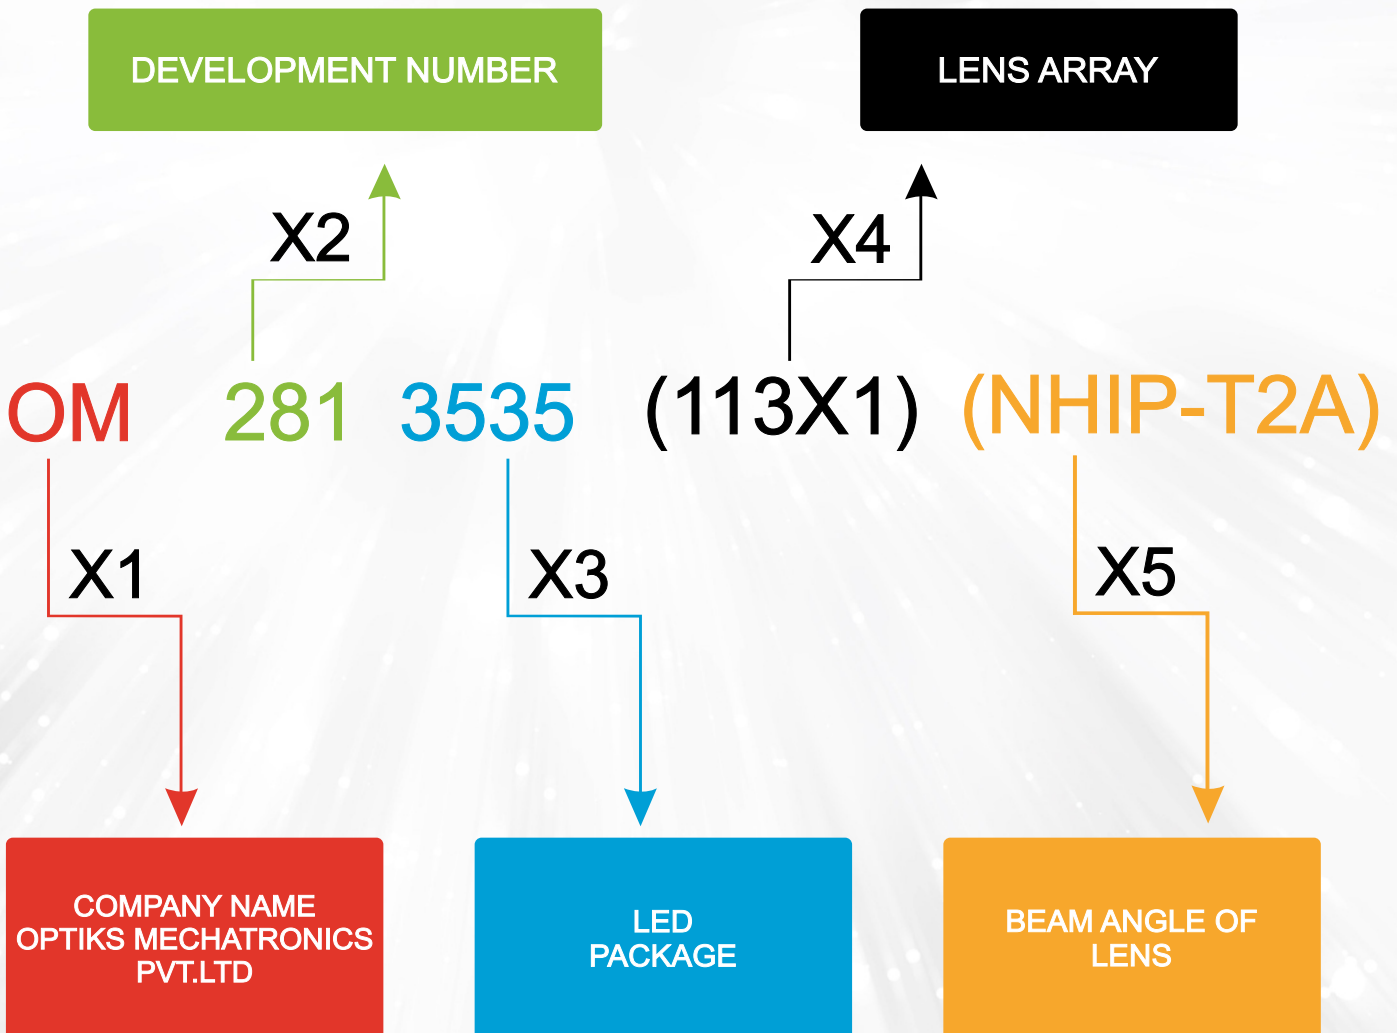 DEVELOPMENT NUMBER
LENS ARRAY
X2
X4
OM 281 3535 (113X1) (NHIP-T2A)
X1
X3
X5
COMPANY NAME
OPTIKS MECHATRONICS
PVT.LTD
LED
PACKAGE
BEAM ANGLE OF
LENS